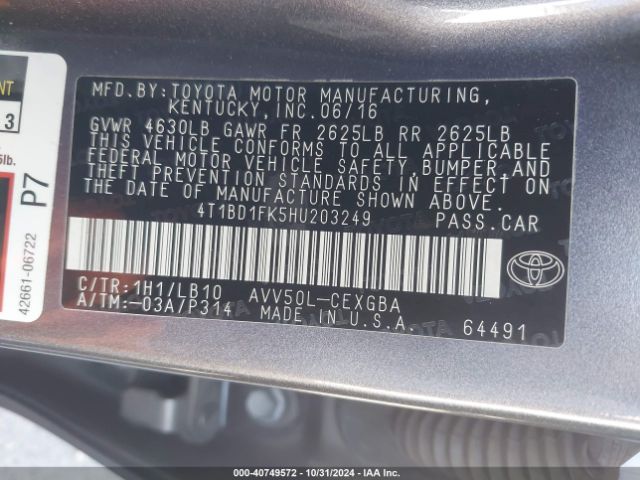 MFD.BY:TOYOTA MOTOR MANUFACTURING,
KENTUCKY,INC.06/16
GVWR 4630LB GAWR FR 2625LB RR 2625LB
THIS VEHICLE CONFORMS TO ALL APPLICABLE
FEDERAL MOTOR VEHICLE SAFETY,BUMPER,AND
THEFT PREVENTION STANDARDS IN EFFECT ON
THE DATE OF MANUFACTURE SHOWN ABOVE.
4T1BD1FK5HU203249 PASS.CAR
C/TR:1H1/LB10 AVV50L-CEXGBA
A/TM:-03A/P314 MADE IN U.S.A. 64491
NT
3
lb.
P7
42661-06722
000-40749572 - 10/31/2024 - IAA Inc.